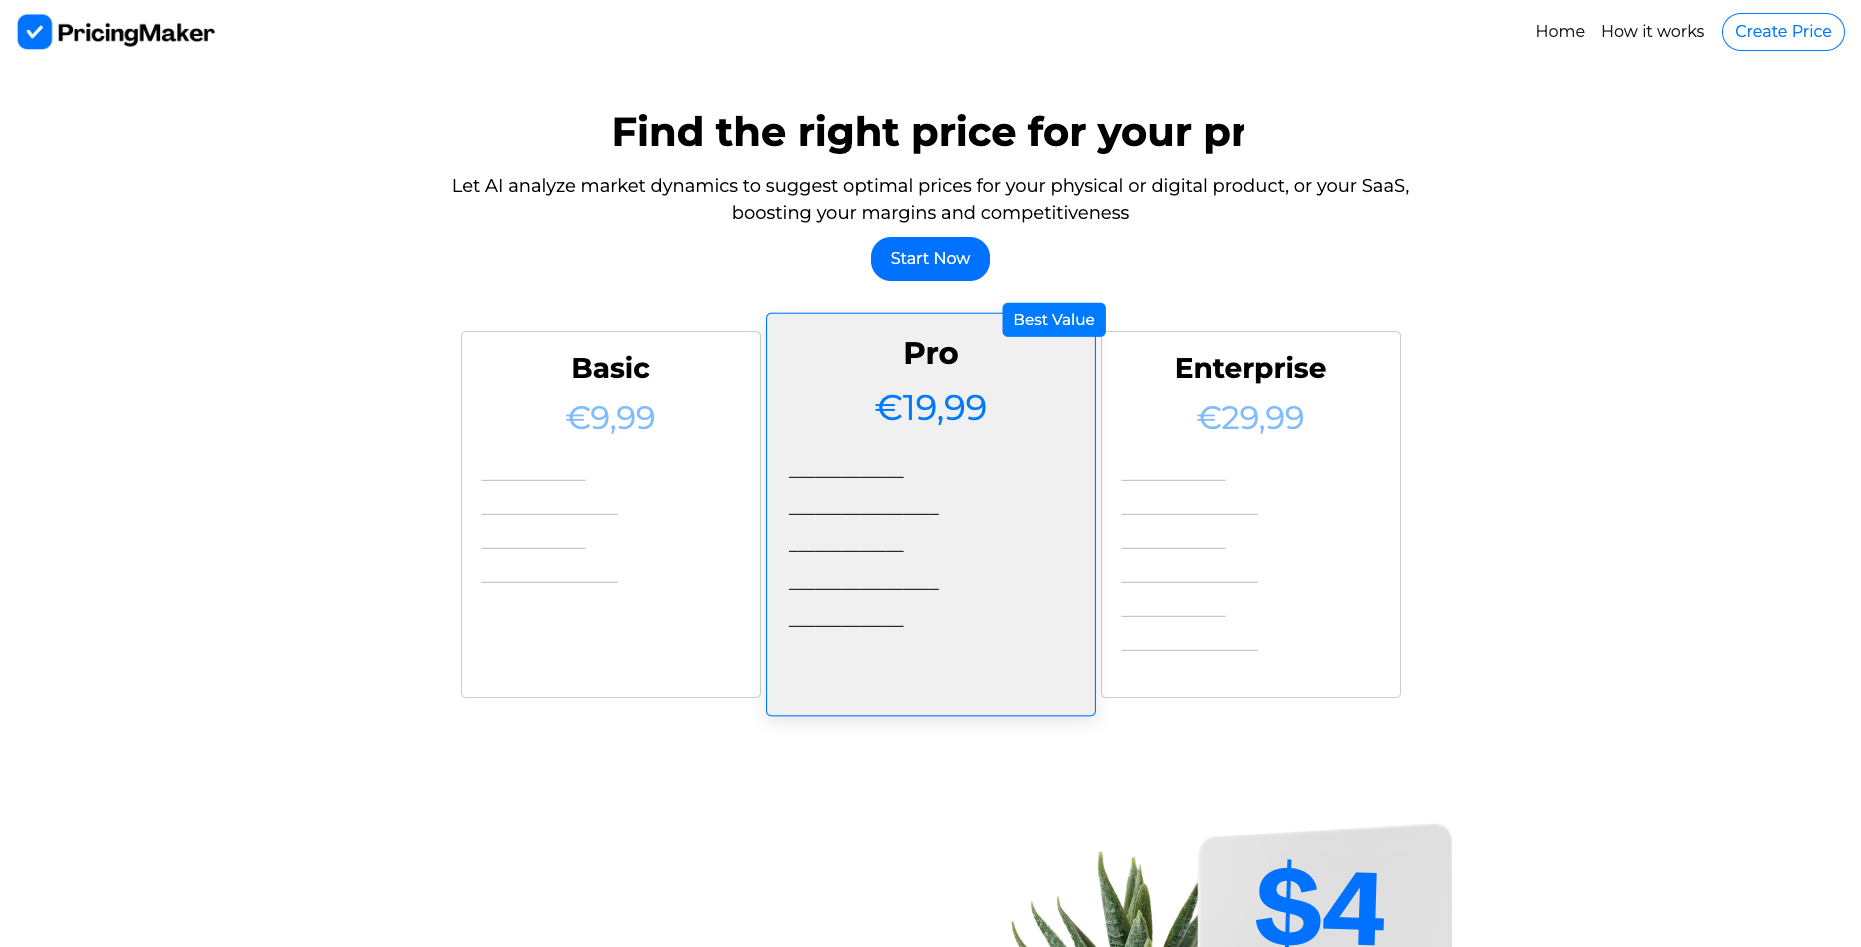 PricingMaker
Home
How it works
Create Price
Find the right price for your pr
Let AI analyze market dynamics to suggest optimal prices for your physical or digital product, or your SaaS,
boosting your margins and competitiveness
Start Now
Best Value
Basic
€9,99
Pro
€19,99
Enterprise
€29,99
$4